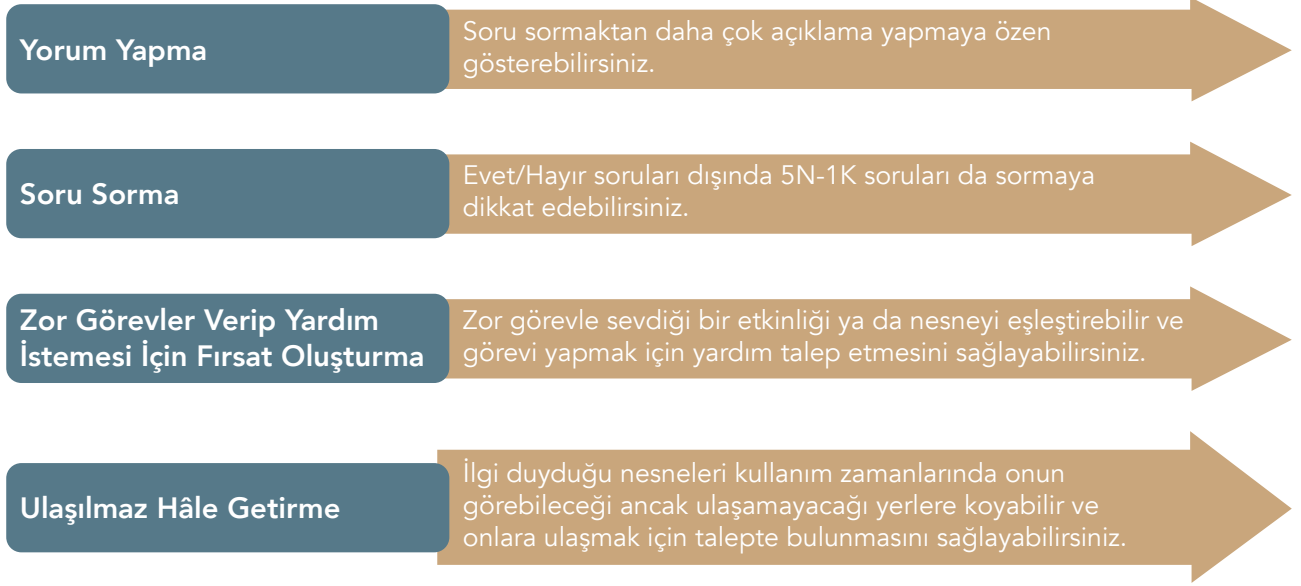 Yorum Yapma
Soru sormaktan daha çok açıklama yapmaya özen
gösterebilirsiniz.
Soru Sorma
Evet/Hayır soruları dışında 5N-1K soruları da sormaya
dikkat edebilirsiniz.
Zor Görevler Verip Yardım
İstemesi İçin Fırsat Oluşturma
Zor görevle sevdiği bir etkinliği ya da nesneyi eşleştirebilir ve
görevi yapmak için yardım talep etmesini sağlayabilirsiniz.
Ulaşılmaz Hâle Getirme
İlgi duyduğu nesneleri kullanım zamanlarında onun
görebileceği ancak ulaşamayacağı yerlere koyabilir ve
onlara ulaşmak için talepte bulunmasını sağlayabilirsiniz.